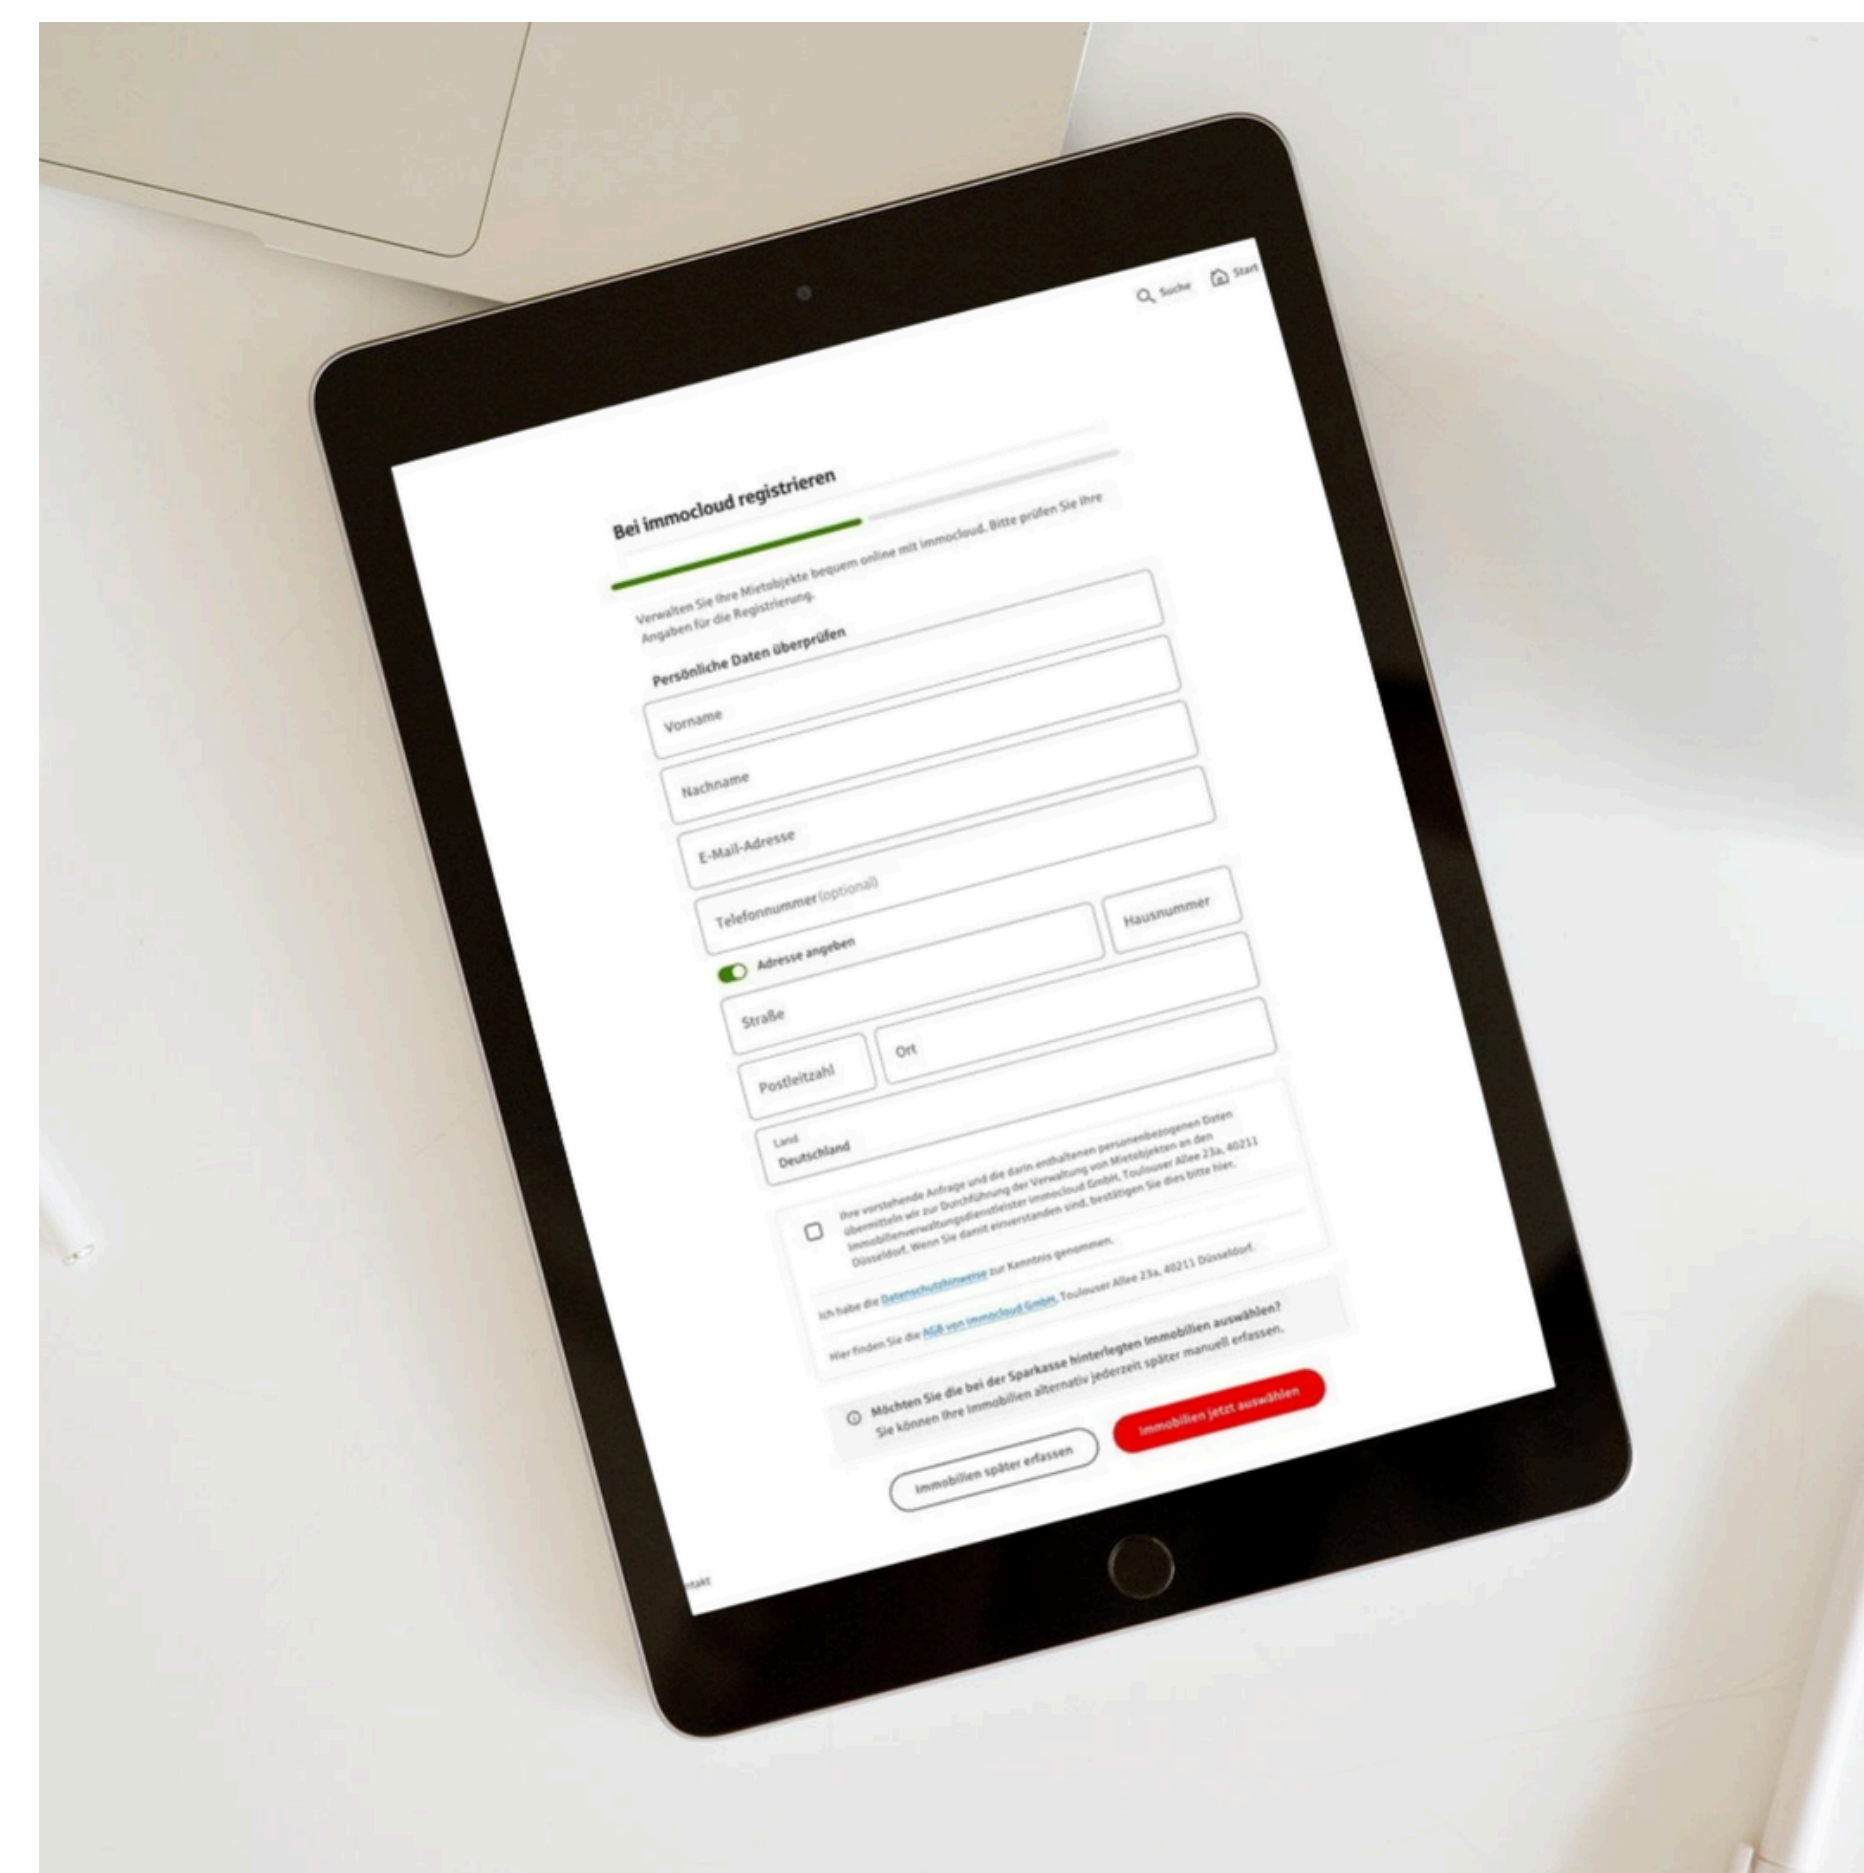 Suche Start
Bei immocloud registrieren
Verwalten Sie Ihre Mietobjekte bequem online mit immocloud. Bitte prüfen Sie Ihre
Angaben für die Registrierung.
Persönliche Daten überprüfen
Vorname
Nachname
E-Mail-Adresse
Telefonnummer (optional)
Adresse angeben
Straße
Hausnummer
Postleitzahl
Ort
Land
Deutschland
Ihre vorstehende Anfrage und die darin enthaltenen personenbezogenen Daten
übermitteln wir zur Durchführung der Verwaltung von Mietobjekten an den
Immobilienverwaltungsdienstleister immocloud GmbH, Toulouser Allee 23a, 40211
Düsseldorf. Wenn Sie damit einverstanden sind, bestätigen Sie dies bitte hier.
Ich habe die Datenschutzhinweise zur Kenntnis genommen.
Hier finden Sie die AGB von immocloud GmbH, Toulouser Allee 23a, 40211 Düsseldorf.
Möchten Sie die bei der Sparkasse hinterlegten Immobilien auswählen?
Sie können Ihre Immobilien alternativ jederzeit später manuell erfassen.
Immobilien später erfassen
Immobilien jetzt auswählen
ntakt